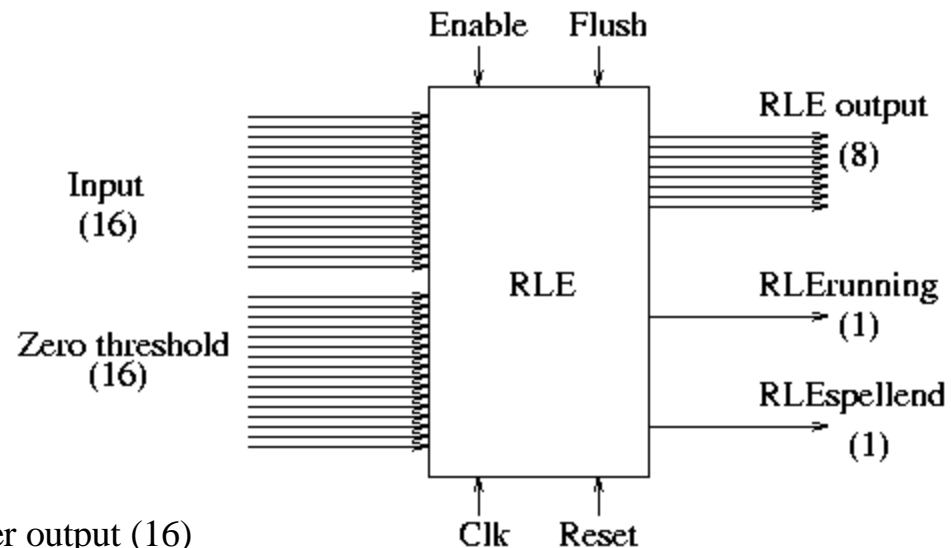 Enable Flush
RLE output
(8)
Input
(16)
RLE
RLErunning
(1)
Zero threshold
(16)
RLEspellend
(1)
er output (16)
Clk Reset